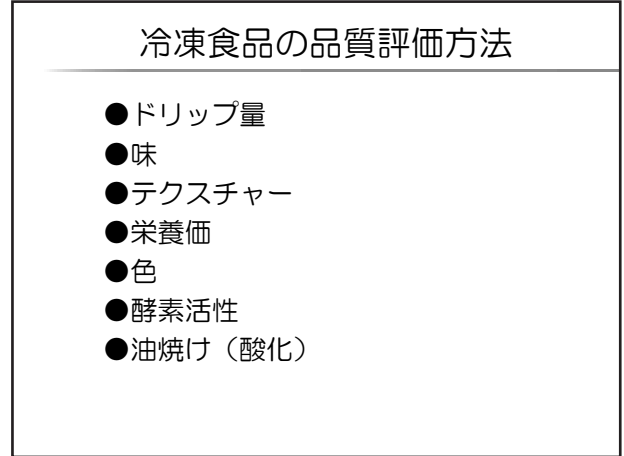 冷凍食品の品質評価方法
●ドリップ量
●味
●テクスチャー
●栄養価
●色
●酵素活性
●油焼け（酸化）